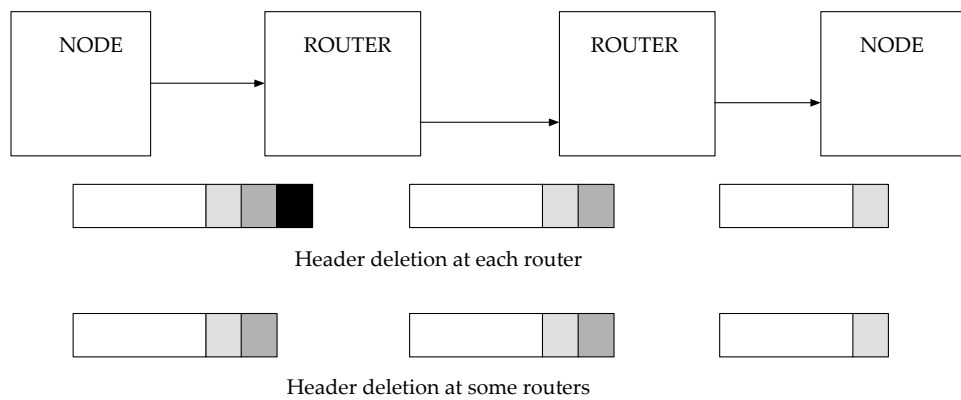 NODE
ROUTER
ROUTER
NODE
Header deletion at each router
Header deletion at some routers